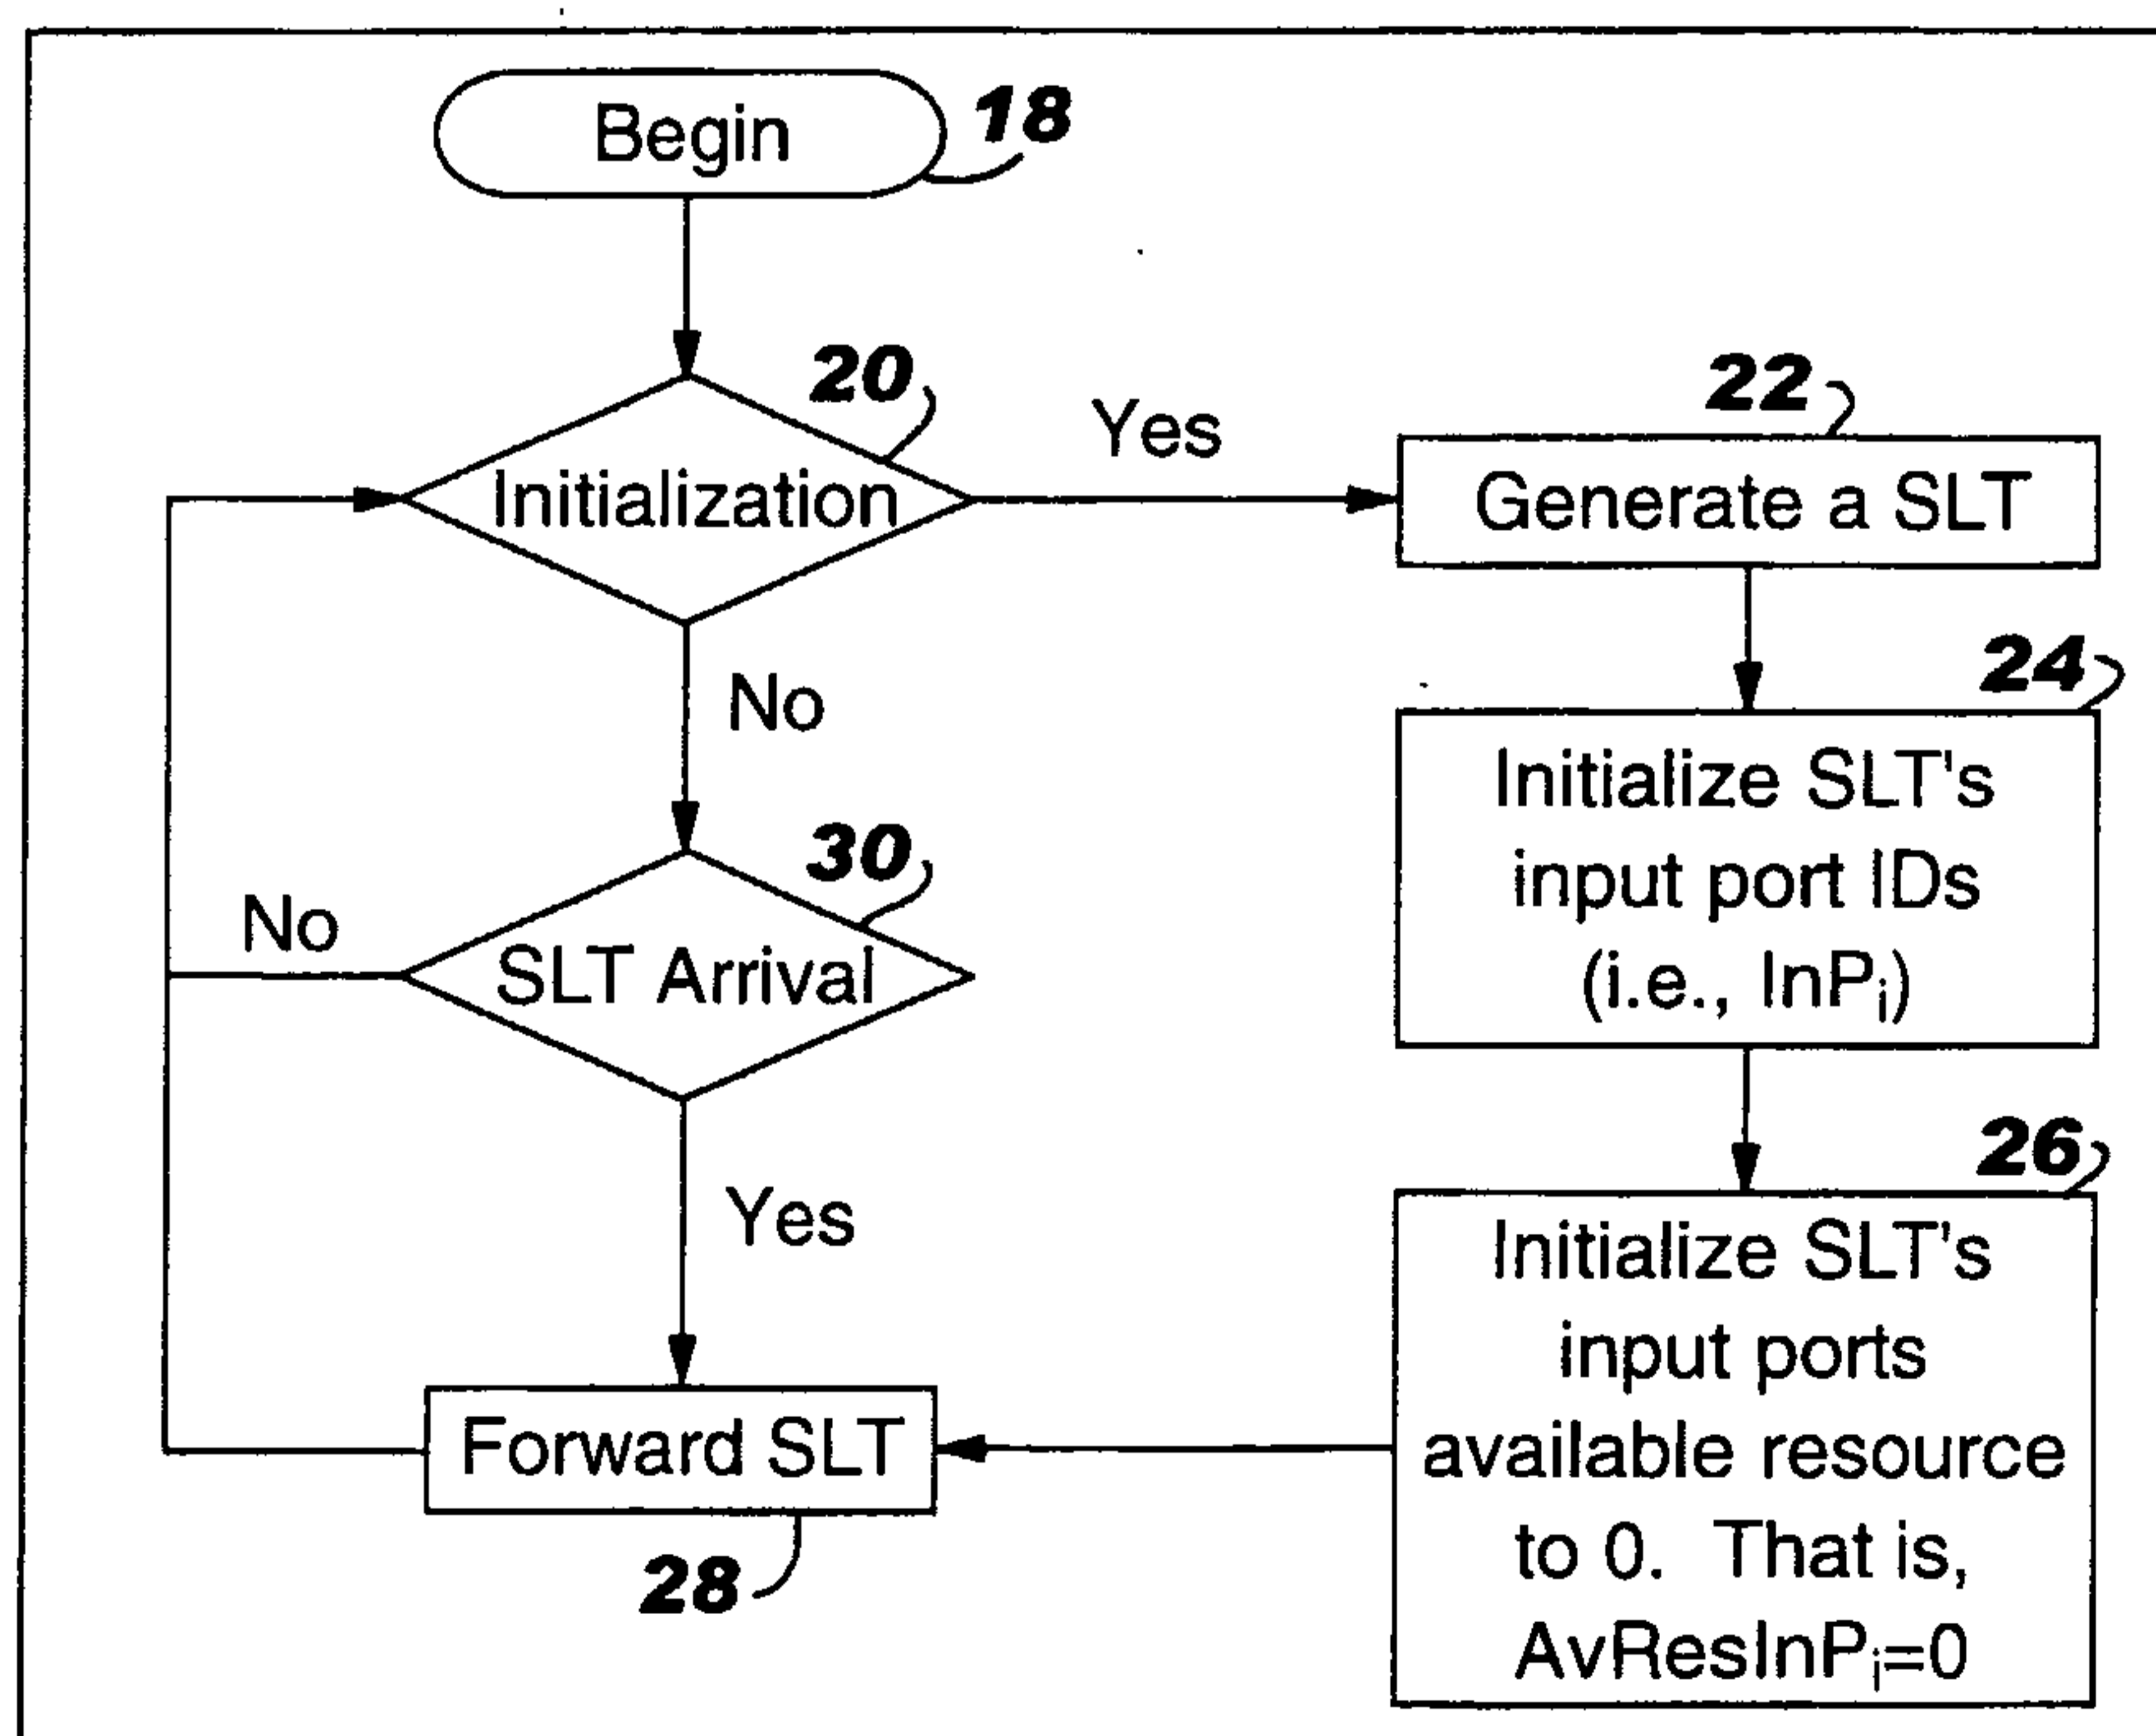 Begin
18
20
Initialization
Yes
22
Generate a SLT
No
24
Initialize SLT's
input port IDs
(i.e., InPᵢ)
30
SLT Arrival
No
Yes
26
Initialize SLT's
input ports
available resource
to 0. That is,
AvResInPᵢ=0
Forward SLT
28